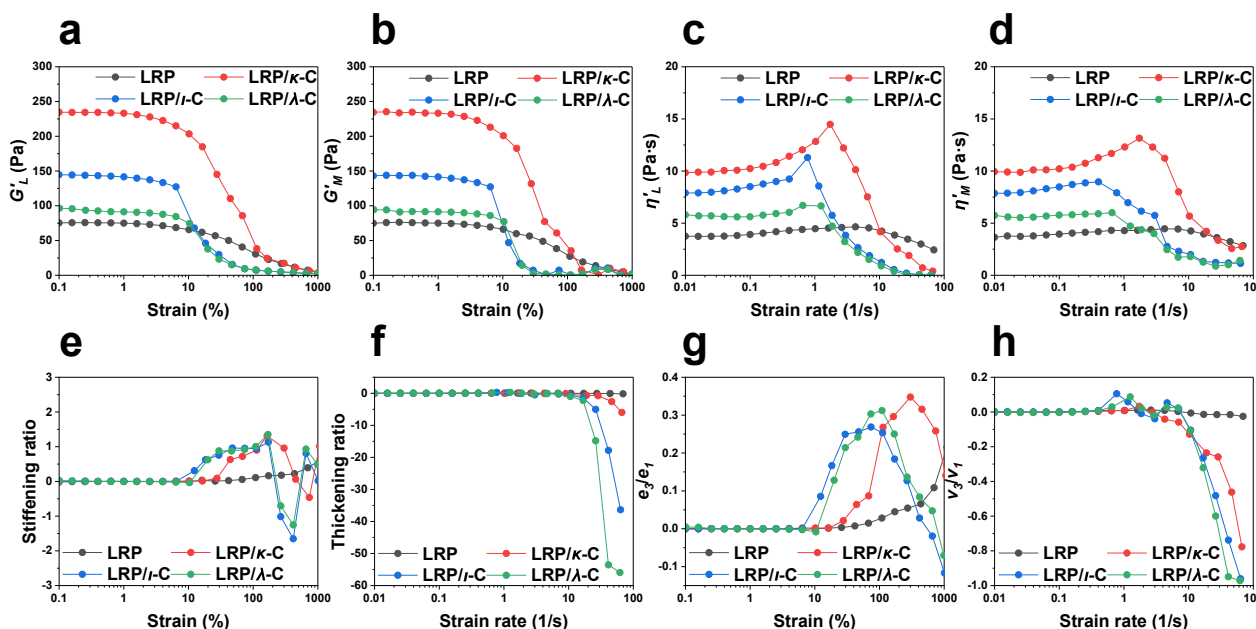 a
G'L (Pa)
300
250
200
150
100
50
0
LRP LRP/κ-C
LRP/ι-C LRP/λ-C
0.1 1 10 100 1000
Strain (%)
b
G'M (Pa)
300
250
200
150
100
50
0
LRP LRP/κ-C
LRP/ι-C LRP/λ-C
0.1 1 10 100 1000
Strain (%)
c
η'L (Pa·s)
20
15
10
5
0
LRP LRP/κ-C
LRP/ι-C LRP/λ-C
0.01 0.1 1 10 100
Strain rate (1/s)
d
η'M (Pa·s)
20
15
10
5
0
LRP LRP/κ-C
LRP/ι-C LRP/λ-C
0.01 0.1 1 10
Strain rate (1/s)
e
Stiffening ratio
3
2
1
0
-1
-2
-3
LRP LRP/κ-C
LRP/ι-C LRP/λ-C
0.1 1 10 100 1000
Strain (%)
f
Thickening ratio
10
0
-10
-20
-30
-40
-50
-60
LRP LRP/κ-C
LRP/ι-C LRP/λ-C
0.01 0.1 1 10 100
Strain rate (1/s)
g
e3/e1
0.4
0.3
0.2
0.1
0.0
-0.1
LRP LRP/κ-C
LRP/ι-C LRP/λ-C
0.1 1 10 100 1000
Strain (%)
h
v3/v1
0.2
0.0
-0.2
-0.4
-0.6
-0.8
-1.0
LRP LRP/κ-C
LRP/ι-C LRP/λ-C
0.01 0.1 1 10
Strain rate (1/s)